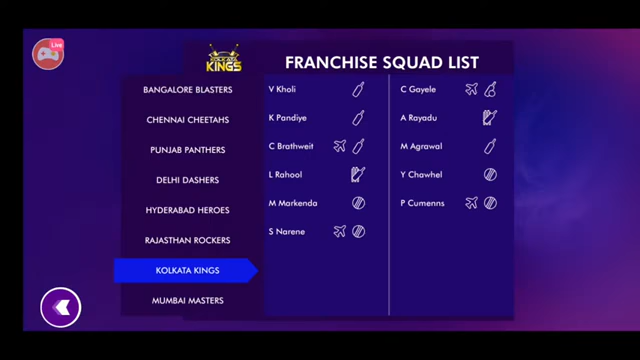 Live
KOLKATA
KINGS
FRANCHISE SQUAD LIST
BANGALORE BLASTERS
CHENNAI CHEETAHS
PUNJAB PANTHERS
DELHI DASHERS
HYDERABAD HEROES
RAJASTHAN ROCKERS
KOLKATA KINGS
MUMBAI MASTERS
V Kholi
K Pandiye
C Brathweit
L Rahool
M Markenda
S Narene
C Gayele
A Rayadu
M Agrawal
Y Chawhel
P Cumenns